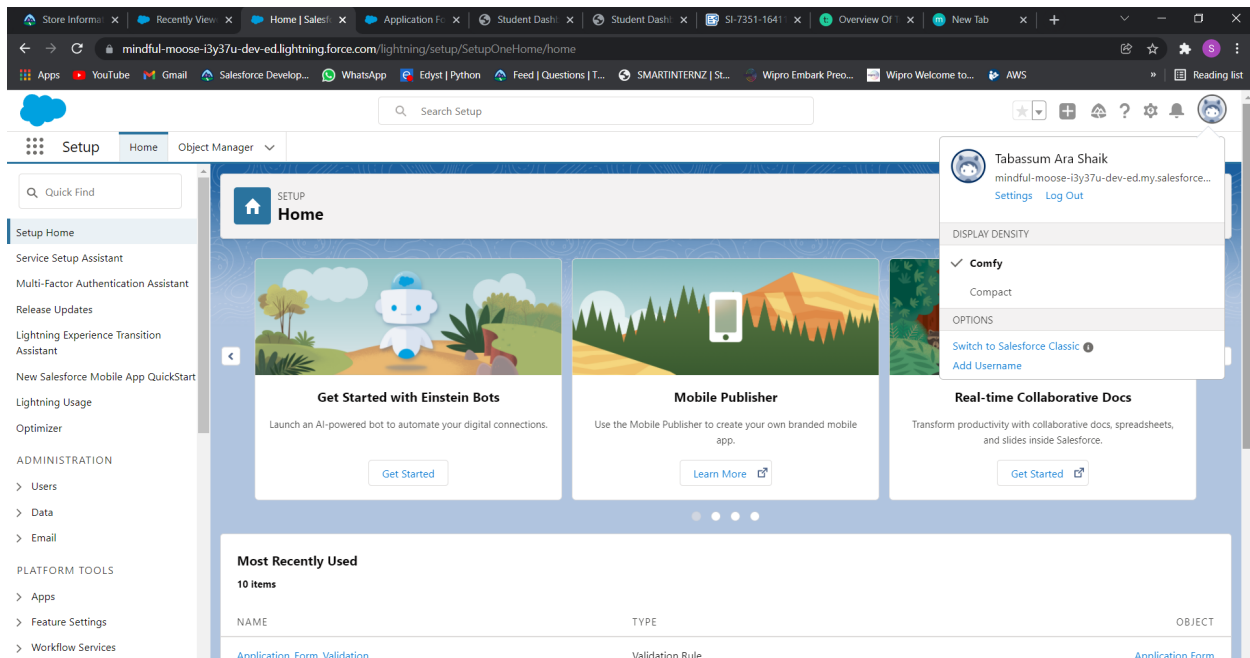 Store Informat
Recently View
Home | Salesf
Application Fo
Student Dashb
Student Dashb
SI-7351-16411
Overview Of T
New Tab
mindful-moose-i3y37u-dev-ed.lightning.force.com/lightning/setup/SetupOneHome/home
S
Apps
YouTube
Gmail
Salesforce Develop...
WhatsApp
Edyst | Python
Feed | Questions | T...
SMARTINTERNZ | St...
Wipro Embark Preo...
Wipro Welcome to...
AWS
»
Reading list
Search Setup
Setup
Home
Object Manager
Tabassum Ara Shaik
mindful-moose-i3y37u-dev-ed.my.salesforce...
Settings
Log Out
DISPLAY DENSITY
Comfy
Compact
OPTIONS
Switch to Salesforce Classic
Add Username
Quick Find
Setup Home
Service Setup Assistant
Multi-Factor Authentication Assistant
Release Updates
Lightning Experience Transition
Assistant
New Salesforce Mobile App QuickStart
Lightning Usage
Optimizer
ADMINISTRATION
Users
Data
Email
PLATFORM TOOLS
Apps
Feature Settings
Workflow Services
SETUP
Home
Get Started with Einstein Bots
Launch an AI-powered bot to automate your digital connections.
Get Started
Mobile Publisher
Use the Mobile Publisher to create your own branded mobile
app.
Learn More
Real-time Collaborative Docs
Transform productivity with collaborative docs, spreadsheets,
and slides inside Salesforce.
Get Started
Most Recently Used
10 items
NAME
TYPE
OBJECT
Application_Form_Validation
Validation Rule
Application Form